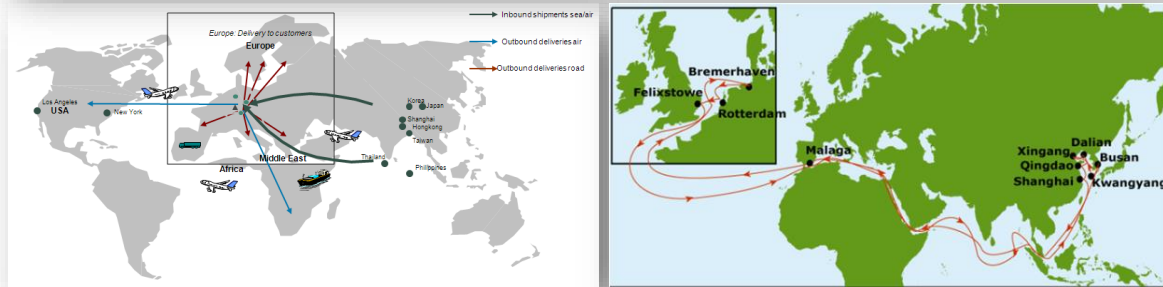 Inbound shipments sea/air
Outbound deliveries air
Outbound deliveries road
Europe: Delivery to customers
Europe
Los Angeles
USA
New York
Korea
Japan
Shanghai
Hongkong
Taiwan
Thailand
Philippines
Middle East
Africa
Bremerhaven
Felixstowe
Rotterdam
Malaga
Dalian
Xingang
Busan
Qingdao
Shanghai
Kwangyang